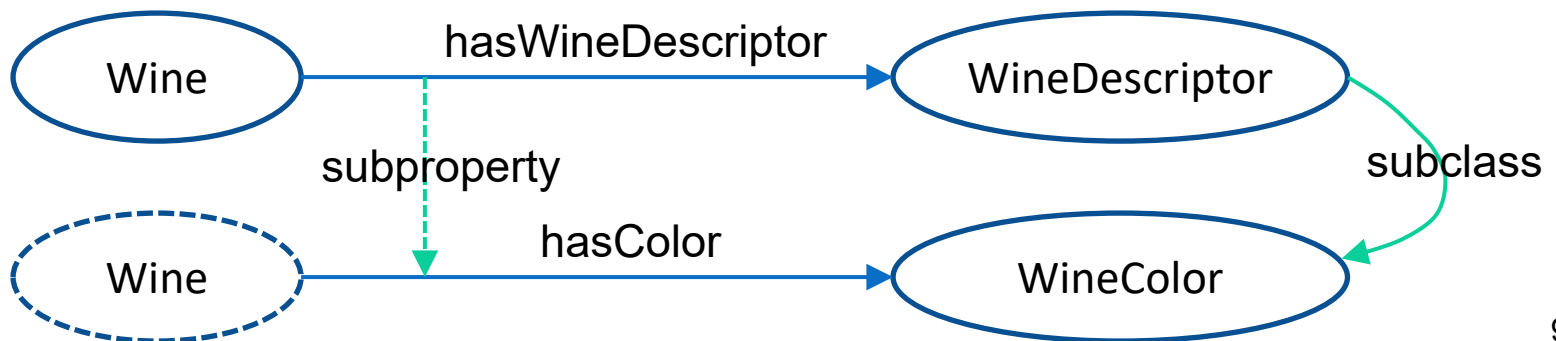 hasWineDescriptor
Wine
WineDescriptor
subproperty
subclass
hasColor
Wine
WineColor